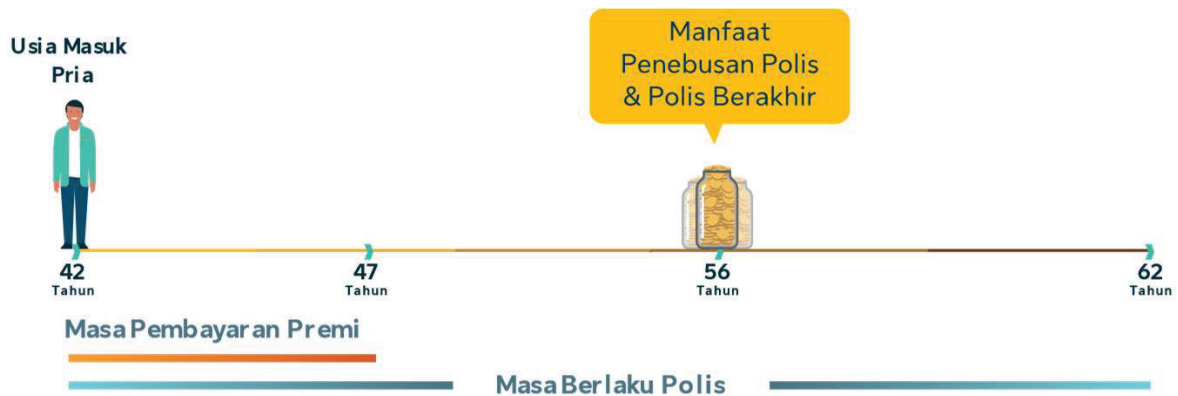 Usia Masuk
Pria
Manfaat
Penebusan Polis
& Polis Berakhir
42
Tahun
47
Tahun
56
Tahun
62
Tahun
Masa Pembayaran Premi
Masa Berlaku Polis